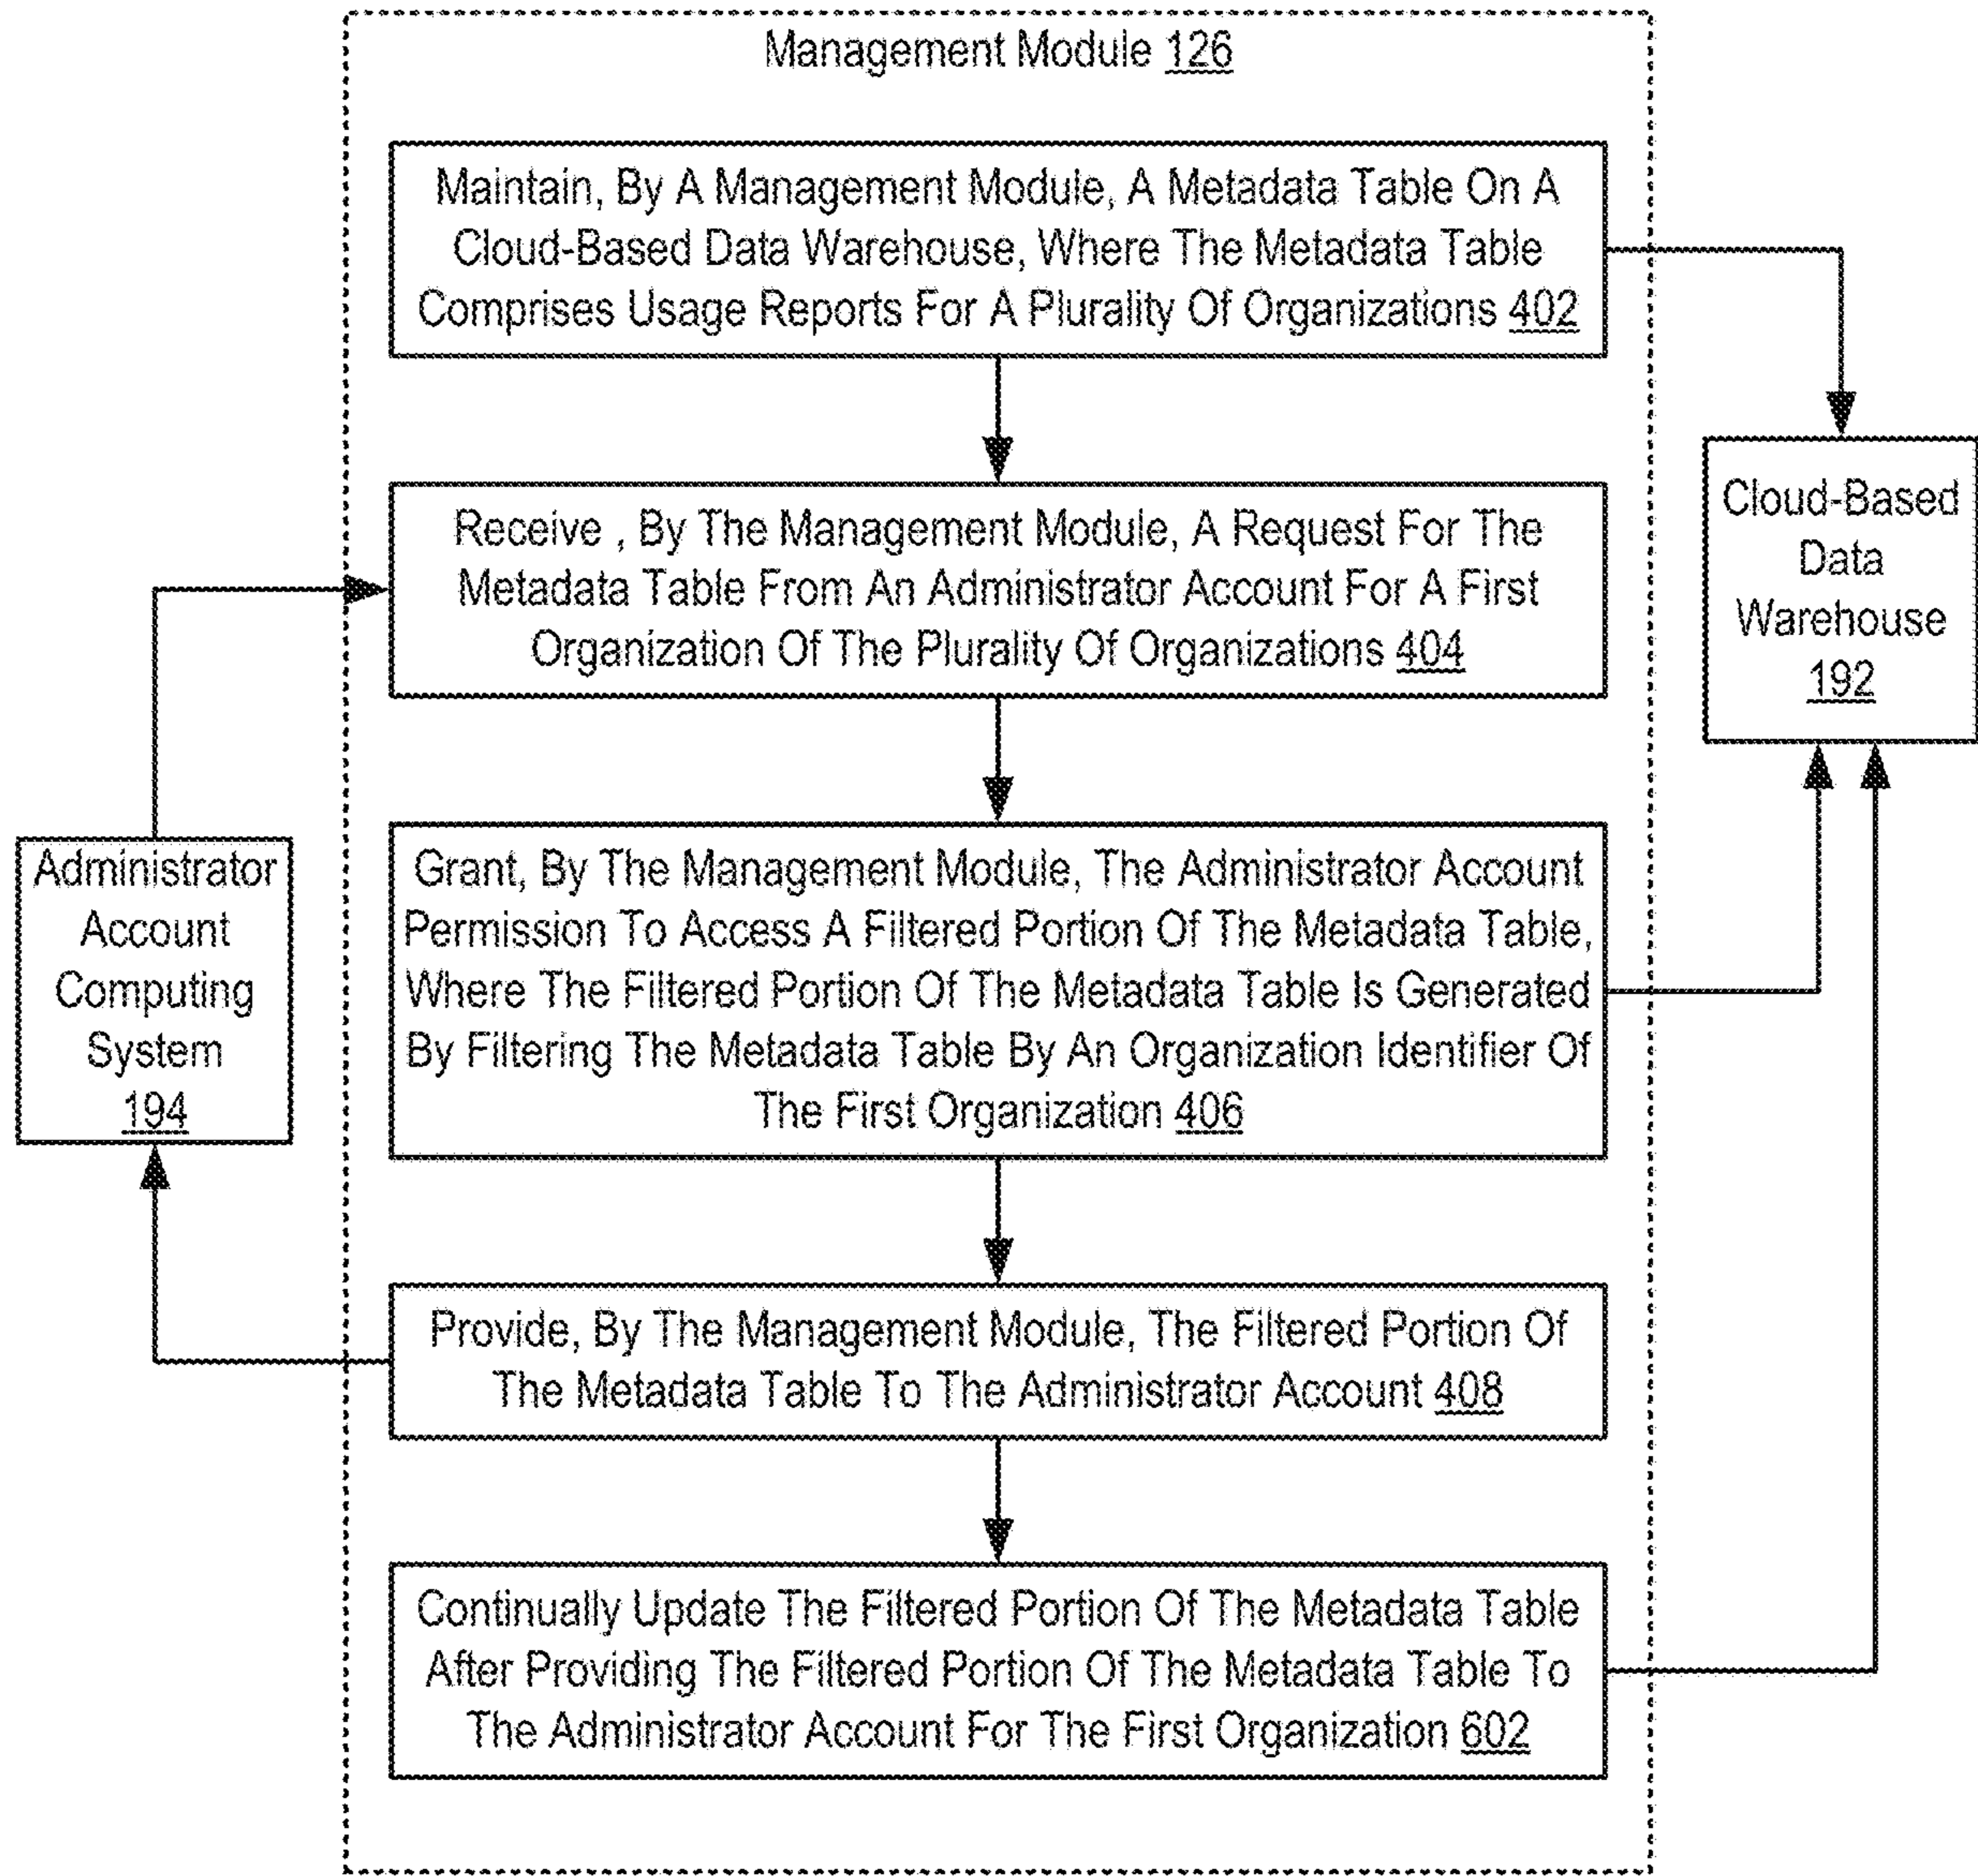 Management Module 126
Maintain, By A Management Module, A Metadata Table On A
Cloud-Based Data Warehouse, Where The Metadata Table
Comprises Usage Reports For A Plurality Of Organizations 402
Receive , By The Management Module, A Request For The
Metadata Table From An Administrator Account For A First
Organization Of The Plurality Of Organizations 404
Cloud-Based
Data
Warehouse
192
Grant, By The Management Module, The Administrator Account
Permission To Access A Filtered Portion Of The Metadata Table,
Where The Filtered Portion Of The Metadata Table Is Generated
By Filtering The Metadata Table By An Organization Identifier Of
The First Organization 406
Administrator
Account
Computing
System
194
Provide, By The Management Module, The Filtered Portion Of
The Metadata Table To The Administrator Account 408
Continually Update The Filtered Portion Of The Metadata Table
After Providing The Filtered Portion Of The Metadata Table To
The Administrator Account For The First Organization 602